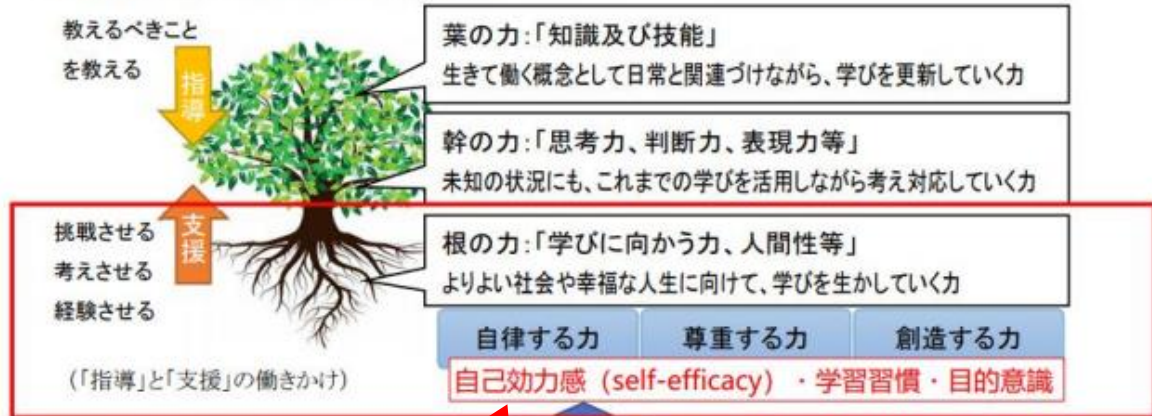 教えるべきこと
を教える
指導
葉の力：「知識及び技能」
生きて働く概念として日常と関連づけながら、学びを更新していく力
幹の力：「思考力、判断力、表現力等」
未知の状況にも、これまでの学びを活用しながら考え対応していく力
支援
挑戦させる
考えさせる
経験させる
根の力：「学びに向かう力、人間性等」
よりよい社会や幸福な人生に向けて、学びを生かしていく力
自律する力
尊重する力
創造する力
（「指導」と「支援」の働きかけ）
自己効力感（self-efficacy）・学習習慣・目的意識